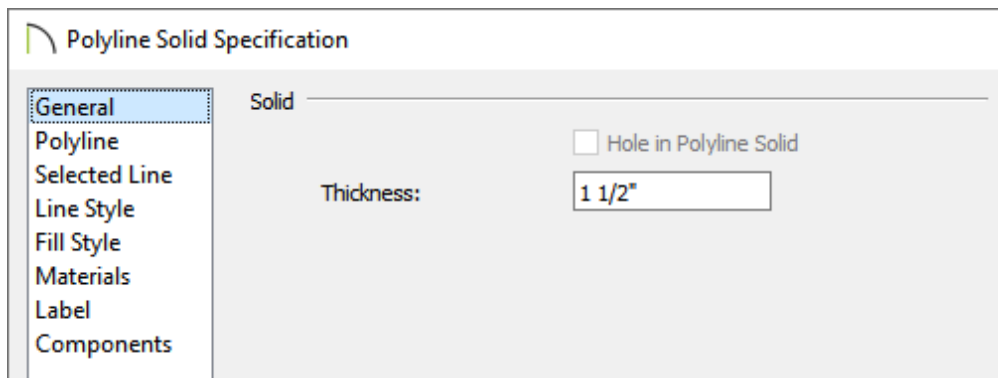 Polyline Solid Specification
General
Polyline
Selected Line
Line Style
Fill Style
Materials
Label
Components
Solid
Hole in Polyline Solid
Thickness: 1 1/2"